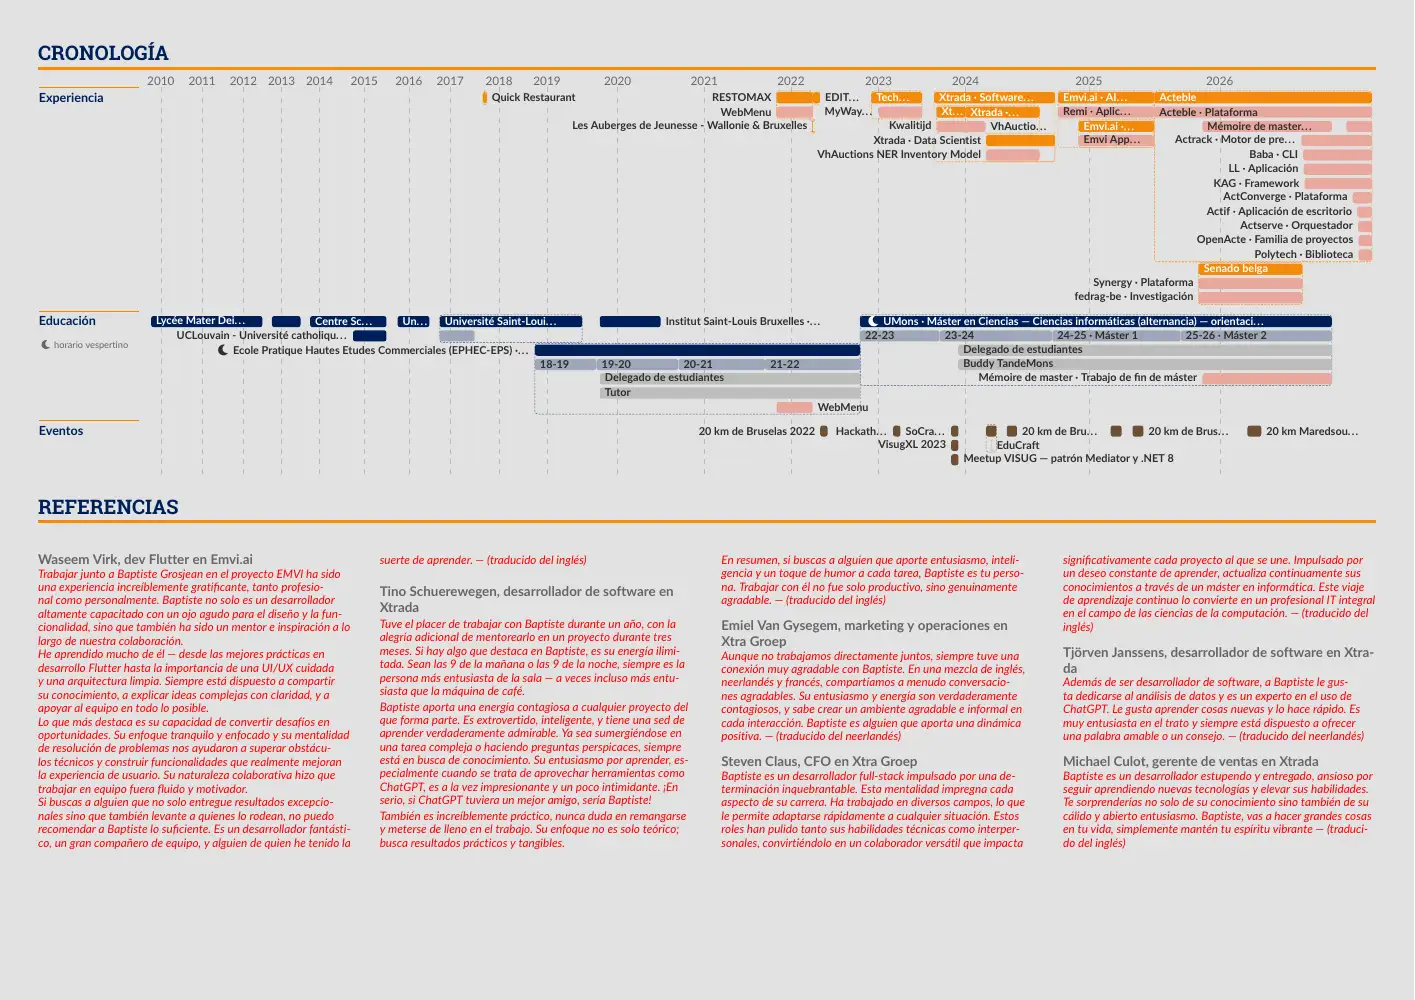 CRONOLOGÍA
2010 2011 2012 2013 2014 2015 2016 2017 2018 2019 2020 2021 2022 2023 2024 2025 2026
Experiencia
Quick Restaurant
RESTOMAX
EDIT…
Tech…
Xtrada · Software…
Emvi.ai · AI…
Acteble
WebMenu
MyWay…
Xt…
Xtrada ·…
Remi · Aplic…
Acteble · Plataforma
Les Auberges de Jeunesse - Wallonie & Bruxelles
Kwalitijd
VhAuctio…
Emvi.ai ·…
Mémoire de master…
Xtrada · Data Scientist
Emvi App…
Actrack · Motor de pre…
VhAuctions NER Inventory Model
Baba · CLI
LL · Aplicación
KAG · Framework
ActConverge · Plataforma
Actif · Aplicación de escritorio
Actserve · Orquestador
OpenActe · Familia de proyectos
Polytech · Biblioteca
Senado belga
Synergy · Plataforma
fedrag-be · Investigación
Educación
Lycée Mater Dei…
Centre Sc…
Un…
Université Saint-Loui…
Institut Saint-Louis Bruxelles ·…
UMons · Máster en Ciencias — Ciencias informáticas (alternancia) — orientaci…
UCLouvain - Université catholiqu…
22-23
23-24
24-25 · Máster 1
25-26 · Máster 2
horario vespertino
Ecole Pratique Hautes Etudes Commerciales (EPHEC-EPS) ·…
Delegado de estudiantes
18-19
19-20
20-21
21-22
Buddy TandeMons
Delegado de estudiantes
Mémoire de master · Trabajo de fin de máster
Tutor
WebMenu
Eventos
20 km de Bruselas 2022
Hackath…
SoCra…
20 km de Bru…
20 km de Brus…
20 km Maredsou…
VisugXL 2023
EduCraft
Meetup VISUG — patrón Mediator y .NET 8
REFERENCIAS
Waseem Virk, dev Flutter en Emvi.ai
Trabajar junto a Baptiste Grosjean en el proyecto EMVI ha sido
una experiencia increíblemente gratificante, tanto profesio-
nal como personalmente. Baptiste no solo es un desarrollador
altamente capacitado con un ojo agudo para el diseño y la fun-
cionalidad, sino que también ha sido un mentor e inspiración a lo
largo de nuestra colaboración.
He aprendido mucho de él — desde las mejores prácticas en
desarrollo Flutter hasta la importancia de una UI/UX cuidada
y una arquitectura limpia. Siempre está dispuesto a compartir
su conocimiento, a explicar ideas complejas con claridad, y a
apoyar al equipo en todo lo posible.
Lo que más destaca es su capacidad de convertir desafíos en
oportunidades. Su enfoque tranquilo y enfocado y su mentalidad
de resolución de problemas nos ayudaron a superar obstácu-
los técnicos y construir funcionalidades que realmente mejoran
la experiencia de usuario. Su naturaleza colaborativa hizo que
trabajar en equipo fuera fluido y motivador.
Si buscas a alguien que no solo entregue resultados excepcio-
nales sino que también levante a quienes lo rodean, no puedo
recomendar a Baptiste lo suficiente. Es un desarrollador fantásti-
co, un gran compañero de equipo, y alguien de quien he tenido la
suerte de aprender. — (traducido del inglés)
Tino Schuerewegen, desarrollador de software en
Xtrada
Tuve el placer de trabajar con Baptiste durante un año, con la
alegría adicional de mentorearlo en un proyecto durante tres
meses. Si hay algo que destaca en Baptiste, es su energía ilimi-
tada. Sean las 9 de la mañana o las 9 de la noche, siempre es la
persona más entusiasta de la sala — a veces incluso más entu-
siasta que la máquina de café.
Baptiste aporta una energía contagiosa a cualquier proyecto del
que forma parte. Es extrovertido, inteligente, y tiene una sed de
aprender verdaderamente admirable. Ya sea sumergiéndose en
una tarea compleja o haciendo preguntas perspicaces, siempre
está en busca de conocimiento. Su entusiasmo por aprender, es-
pecialmente cuando se trata de aprovechar herramientas como
ChatGPT, es a la vez impresionante y un poco intimidante. ¡En
serio, si ChatGPT tuviera un mejor amigo, sería Baptiste!
También es increíblemente práctico, nunca duda en remangarse
y meterse de lleno en el trabajo. Su enfoque no es solo teórico;
busca resultados prácticos y tangibles.
En resumen, si buscas a alguien que aporte entusiasmo, inteli-
gencia y un toque de humor a cada tarea, Baptiste es tu perso-
na. Trabajar con él no fue solo productivo, sino genuinamente
agradable. — (traducido del inglés)
Emiel Van Gysegem, marketing y operaciones en
Xtra Groep
Aunque no trabajamos directamente juntos, siempre tuve una
conexión muy agradable con Baptiste. En una mezcla de inglés,
neerlandés y francés, compartíamos a menudo conversacio-
nes agradables. Su entusiasmo y energía son verdaderamente
contagiosos, y sabe crear un ambiente agradable e informal en
cada interacción. Baptiste es alguien que aporta una dinámica
positiva. — (traducido del neerlandés)
Steven Claus, CFO en Xtra Groep
Baptiste es un desarrollador full-stack impulsado por una de-
terminación inquebrantable. Esta mentalidad impregna cada
aspecto de su carrera. Ha trabajado en diversos campos, lo que
le permite adaptarse rápidamente a cualquier situación. Estos
roles han pulido tanto sus habilidades técnicas como interper-
sonales, convirtiéndolo en un colaborador versátil que impacta
significativamente cada proyecto al que se une. Impulsado por
un deseo constante de aprender, actualiza continuamente sus
conocimientos a través de un máster en informática. Este viaje
de aprendizaje continuo lo convierte en un profesional IT integral
en el campo de las ciencias de la computación. — (traducido del
inglés)
Tjörven Janssens, desarrollador de software en Xtra-
da
Además de ser desarrollador de software, a Baptiste le gus-
ta dedicarse al análisis de datos y es un experto en el uso de
ChatGPT. Le gusta aprender cosas nuevas y lo hace rápido. Es
muy entusiasta en el trato y siempre está dispuesto a ofrecer
una palabra amable o un consejo. — (traducido del neerlandés)
Michael Culot, gerente de ventas en Xtrada
Baptiste es un desarrollador estupendo y entregado, ansioso por
seguir aprendiendo nuevas tecnologías y elevar sus habilidades.
Te sorprenderías no solo de su conocimiento sino también de su
cálido y abierto entusiasmo. Baptiste, vas a hacer grandes cosas
en tu vida, simplemente mantén tu espíritu vibrante — (traduci-
do del inglés)